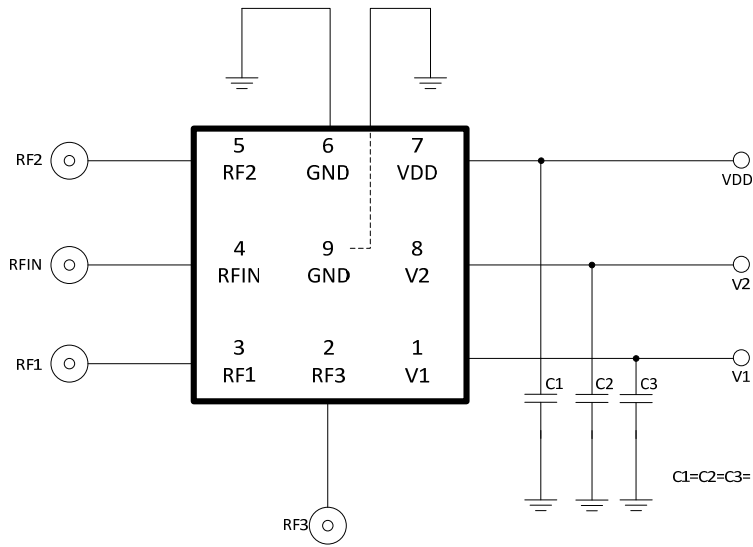 5 6 7
RF2 RF2 GND VDD VDD
4 9 8
RFIN RFIN GND V2 V2
3 2 1
RF1 RF1 RF3 V1 V1
C1 C2 C3
C1=C2=C3=
RF3